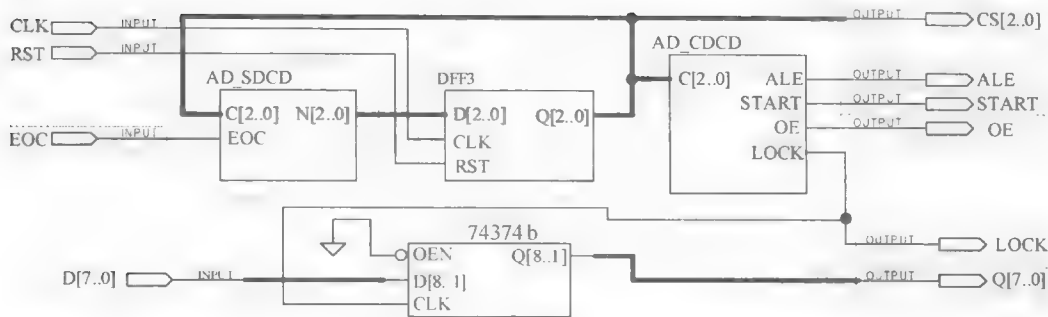 CLK INPUT OUTPUT CS[2..0]
RST INPUT
AD_SDCD DFF3 AD_CDCD
C[2..0] N[2..0] D[2..0] Q[2..0] C[2..0] ALE OUTPUT ALE
START OUTPUT START
EOC INPUT EOC CLK OE OUTPUT OE
RST LOCK
74374b
OEN Q[8..1] OUTPUT LOCK
D[7..0] INPUT D[8..1] OUTPUT Q[7..0]
CLK